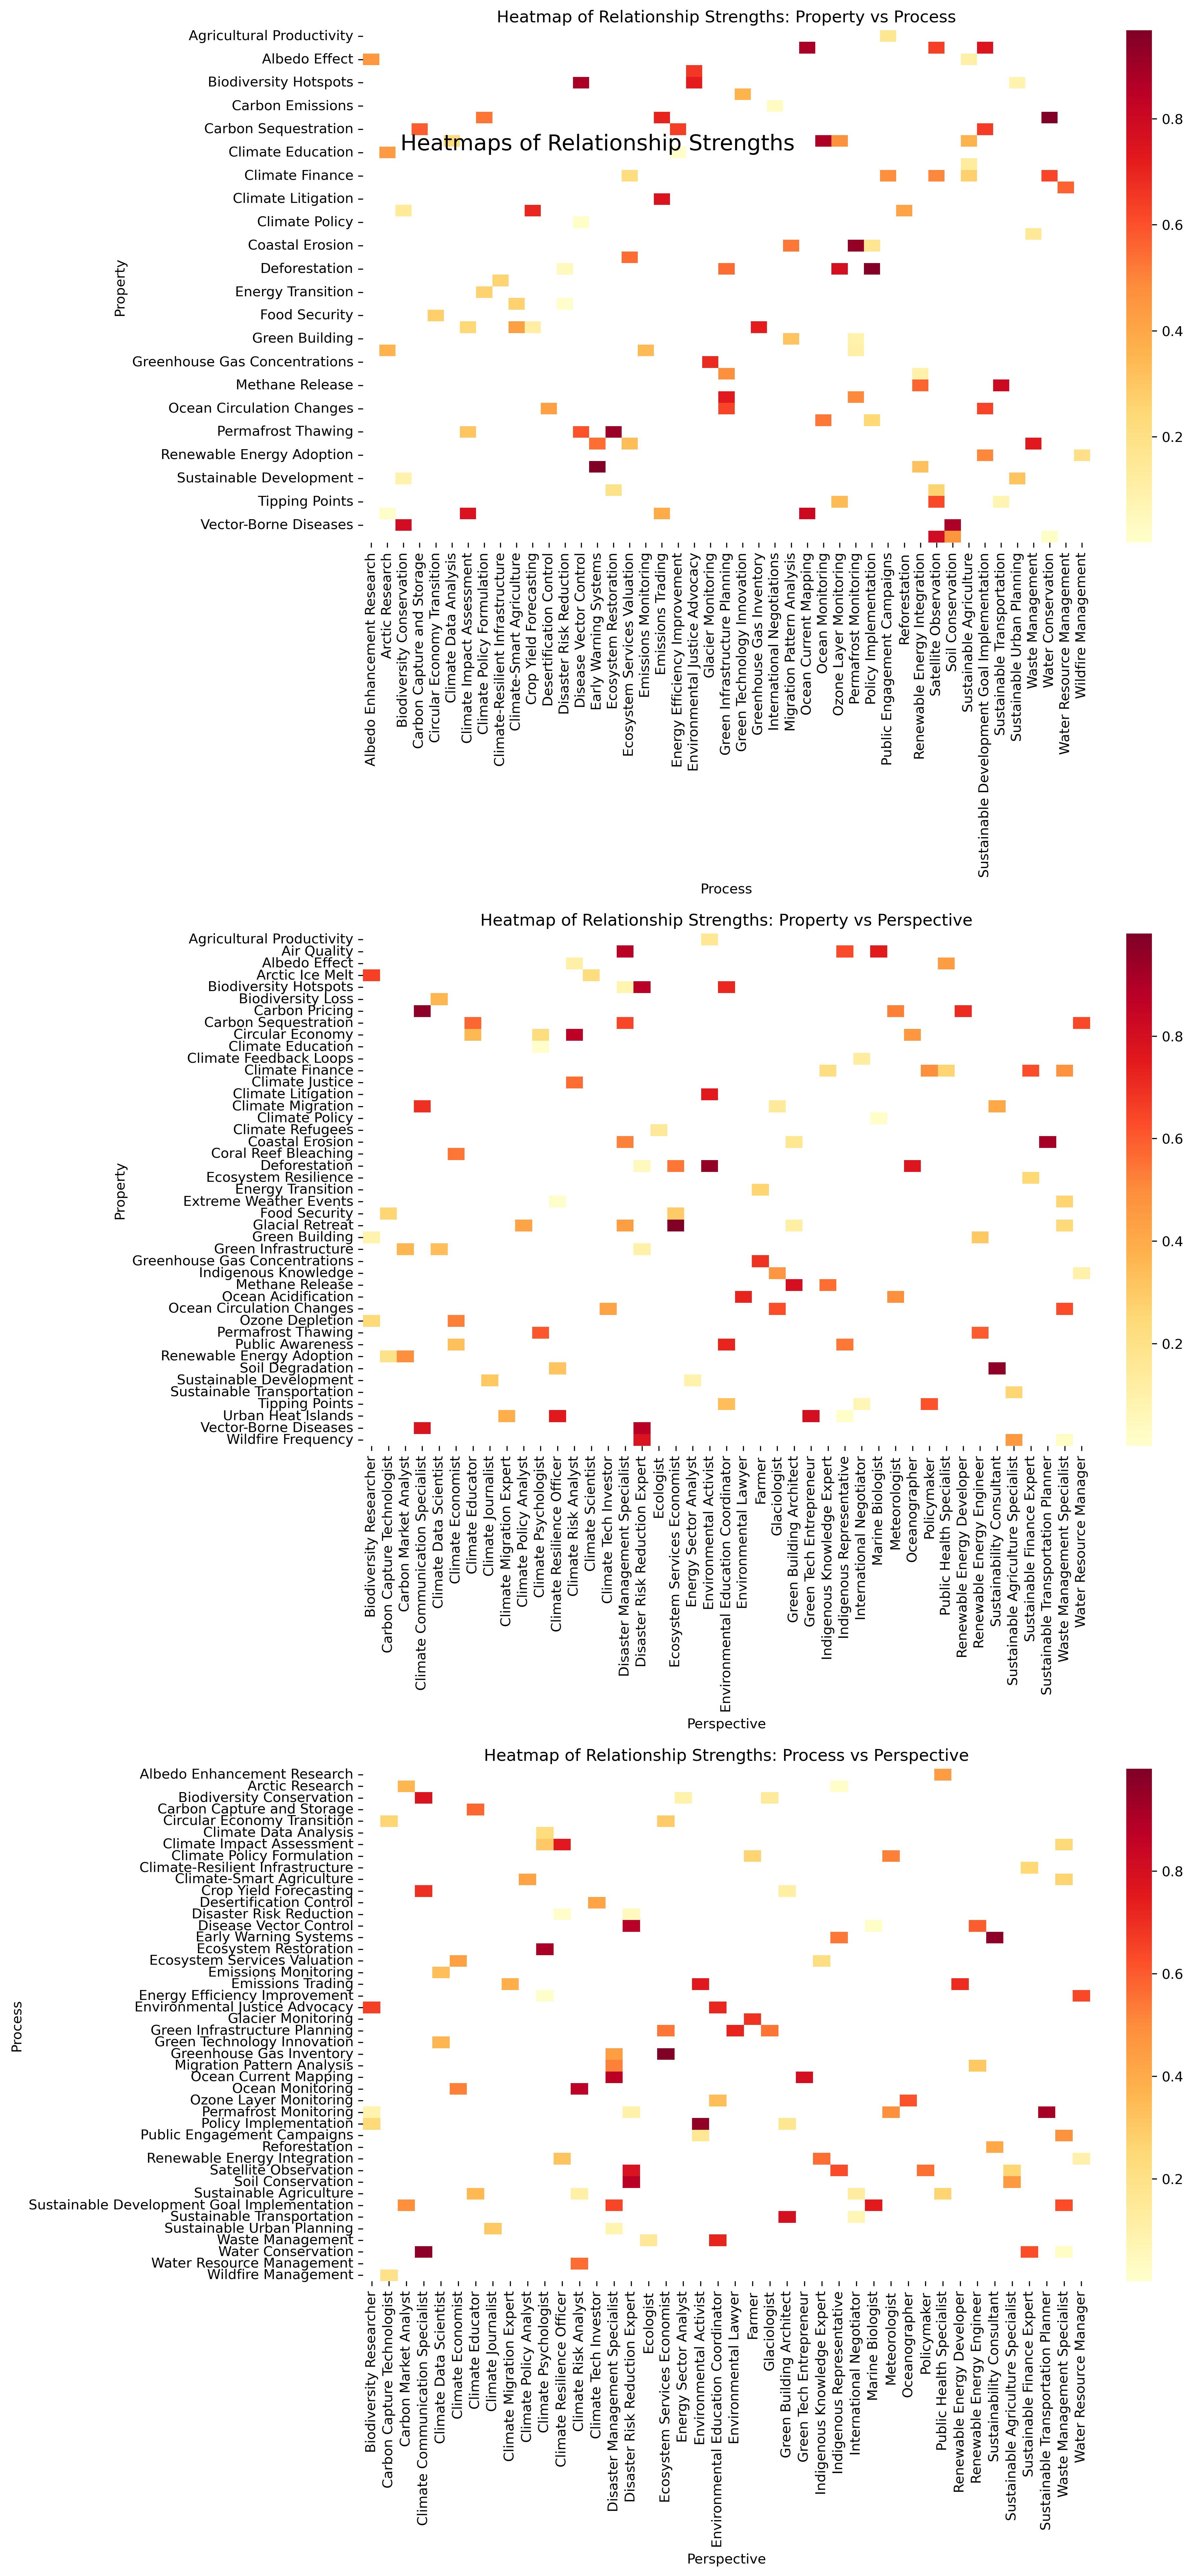 Heatmap of Relationship Strengths: Property vs Process
Heatmaps of Relationship Strengths
Property
Agricultural Productivity
Albedo Effect
Biodiversity Hotspots
Carbon Emissions
Carbon Sequestration
Climate Education
Climate Finance
Climate Litigation
Climate Policy
Coastal Erosion
Deforestation
Energy Transition
Food Security
Green Building
Greenhouse Gas Concentrations
Methane Release
Ocean Circulation Changes
Permafrost Thawing
Renewable Energy Adoption
Sustainable Development
Tipping Points
Vector-Borne Diseases
0.8
0.6
0.4
0.2
Albedo Enhancement Research
Arctic Research
Biodiversity Conservation
Carbon Capture and Storage
Circular Economy Transition
Climate Data Analysis
Climate Impact Assessment
Climate Policy Formulation
Climate-Resilient Infrastructure
Climate-Smart Agriculture
Crop Yield Forecasting
Desertification Control
Disaster Risk Reduction
Disease Vector Control
Early Warning Systems
Ecosystem Restoration
Ecosystem Services Valuation
Emissions Monitoring
Emissions Trading
Energy Efficiency Improvement
Environmental Justice Advocacy
Glacier Monitoring
Green Infrastructure Planning
Green Technology Innovation
Greenhouse Gas Inventory
International Negotiations
Migration Pattern Analysis
Ocean Current Mapping
Ocean Monitoring
Ozone Layer Monitoring
Permafrost Monitoring
Policy Implementation
Public Engagement Campaigns
Reforestation
Renewable Energy Integration
Satellite Observation
Soil Conservation
Sustainable Agriculture
Sustainable Development Goal Implementation
Sustainable Transportation
Sustainable Urban Planning
Waste Management
Water Conservation
Water Resource Management
Wildfire Management
Process
Heatmap of Relationship Strengths: Property vs Perspective
Property
Agricultural Productivity
Air Quality
Albedo Effect
Arctic Ice Melt
Biodiversity Hotspots
Biodiversity Loss
Carbon Pricing
Carbon Sequestration
Circular Economy
Climate Education
Climate Feedback Loops
Climate Finance
Climate Justice
Climate Litigation
Climate Migration
Climate Policy
Climate Refugees
Coastal Erosion
Coral Reef Bleaching
Deforestation
Ecosystem Resilience
Energy Transition
Extreme Weather Events
Food Security
Glacial Retreat
Green Building
Green Infrastructure
Greenhouse Gas Concentrations
Indigenous Knowledge
Methane Release
Ocean Acidification
Ocean Circulation Changes
Ozone Depletion
Permafrost Thawing
Public Awareness
Renewable Energy Adoption
Soil Degradation
Sustainable Development
Sustainable Transportation
Tipping Points
Urban Heat Islands
Vector-Borne Diseases
Wildfire Frequency
0.8
0.6
0.4
0.2
Biodiversity Researcher
Carbon Capture Technologist
Carbon Market Analyst
Climate Communication Specialist
Climate Data Scientist
Climate Economist
Climate Educator
Climate Journalist
Climate Migration Expert
Climate Policy Analyst
Climate Psychologist
Climate Resilience Officer
Climate Risk Analyst
Climate Scientist
Climate Tech Investor
Disaster Management Specialist
Disaster Risk Reduction Expert
Ecologist
Ecosystem Services Economist
Energy Sector Analyst
Environmental Activist
Environmental Education Coordinator
Environmental Lawyer
Farmer
Glaciologist
Green Building Architect
Green Tech Entrepreneur
Indigenous Knowledge Expert
Indigenous Representative
International Negotiator
Marine Biologist
Meteorologist
Oceanographer
Policymaker
Public Health Specialist
Renewable Energy Developer
Renewable Energy Engineer
Sustainability Consultant
Sustainable Agriculture Specialist
Sustainable Finance Expert
Sustainable Transportation Planner
Waste Management Specialist
Water Resource Manager
Perspective
Heatmap of Relationship Strengths: Process vs Perspective
Process
Albedo Enhancement Research
Arctic Research
Biodiversity Conservation
Carbon Capture and Storage
Circular Economy Transition
Climate Data Analysis
Climate Impact Assessment
Climate Policy Formulation
Climate-Resilient Infrastructure
Climate-Smart Agriculture
Crop Yield Forecasting
Desertification Control
Disaster Risk Reduction
Disease Vector Control
Early Warning Systems
Ecosystem Restoration
Ecosystem Services Valuation
Emissions Monitoring
Emissions Trading
Energy Efficiency Improvement
Environmental Justice Advocacy
Glacier Monitoring
Green Infrastructure Planning
Green Technology Innovation
Greenhouse Gas Inventory
Migration Pattern Analysis
Ocean Current Mapping
Ocean Monitoring
Ozone Layer Monitoring
Permafrost Monitoring
Policy Implementation
Public Engagement Campaigns
Reforestation
Renewable Energy Integration
Satellite Observation
Soil Conservation
Sustainable Agriculture
Sustainable Development Goal Implementation
Sustainable Transportation
Sustainable Urban Planning
Waste Management
Water Conservation
Water Resource Management
Wildfire Management
0.8
0.6
0.4
0.2
Biodiversity Researcher
Carbon Capture Technologist
Carbon Market Analyst
Climate Communication Specialist
Climate Data Scientist
Climate Economist
Climate Educator
Climate Journalist
Climate Migration Expert
Climate Policy Analyst
Climate Psychologist
Climate Resilience Officer
Climate Risk Analyst
Climate Tech Investor
Disaster Management Specialist
Disaster Risk Reduction Expert
Ecologist
Ecosystem Services Economist
Energy Sector Analyst
Environmental Activist
Environmental Education Coordinator
Environmental Lawyer
Farmer
Glaciologist
Green Building Architect
Green Tech Entrepreneur
Indigenous Knowledge Expert
Indigenous Representative
International Negotiator
Marine Biologist
Meteorologist
Oceanographer
Policymaker
Public Health Specialist
Renewable Energy Developer
Renewable Energy Engineer
Sustainability Consultant
Sustainable Agriculture Specialist
Sustainable Finance Expert
Sustainable Transportation Planner
Waste Management Specialist
Water Resource Manager
Perspective